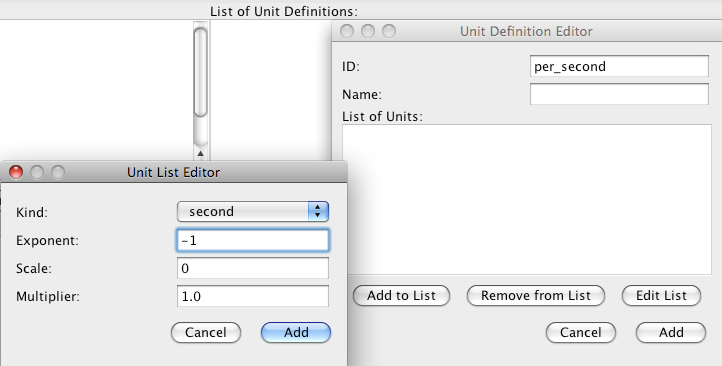 List of Unit Definitions:
Unit Definition Editor
ID: per_second
Name:
List of Units:
Add to List Remove from List Edit List
Cancel Add
Unit List Editor
Kind: second
Exponent: -1
Scale: 0
Multiplier: 1.0
Cancel Add